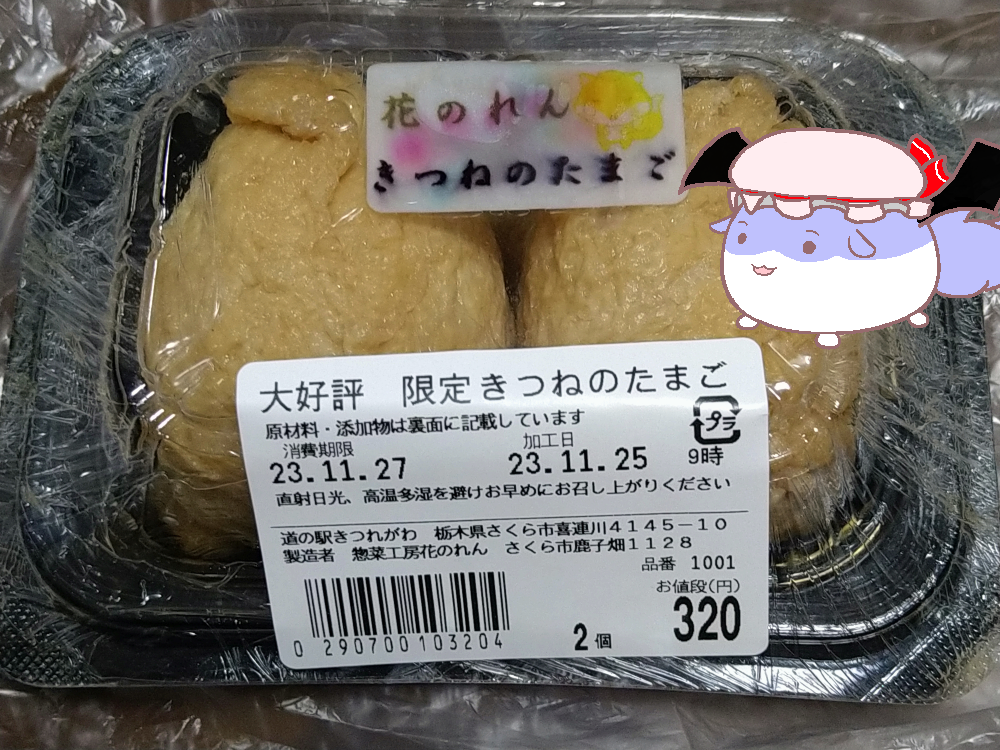 花のれん
きつねのたまご
大好評　限定きつねのたまご
原材料・添加物は裏面に記載しています
消費期限　加工日
23.11.27　23.11.25　9時
プラ
直射日光、高温多湿を避けお早めにお召し上がりください
道の駅きつれがわ　栃木県さくら市喜連川４１４５－１０
製造者　惣菜工房花のれん　さくら市鹿子畑１１２８
品番　1001
お値段(円)
320
2個
0 290700 103204